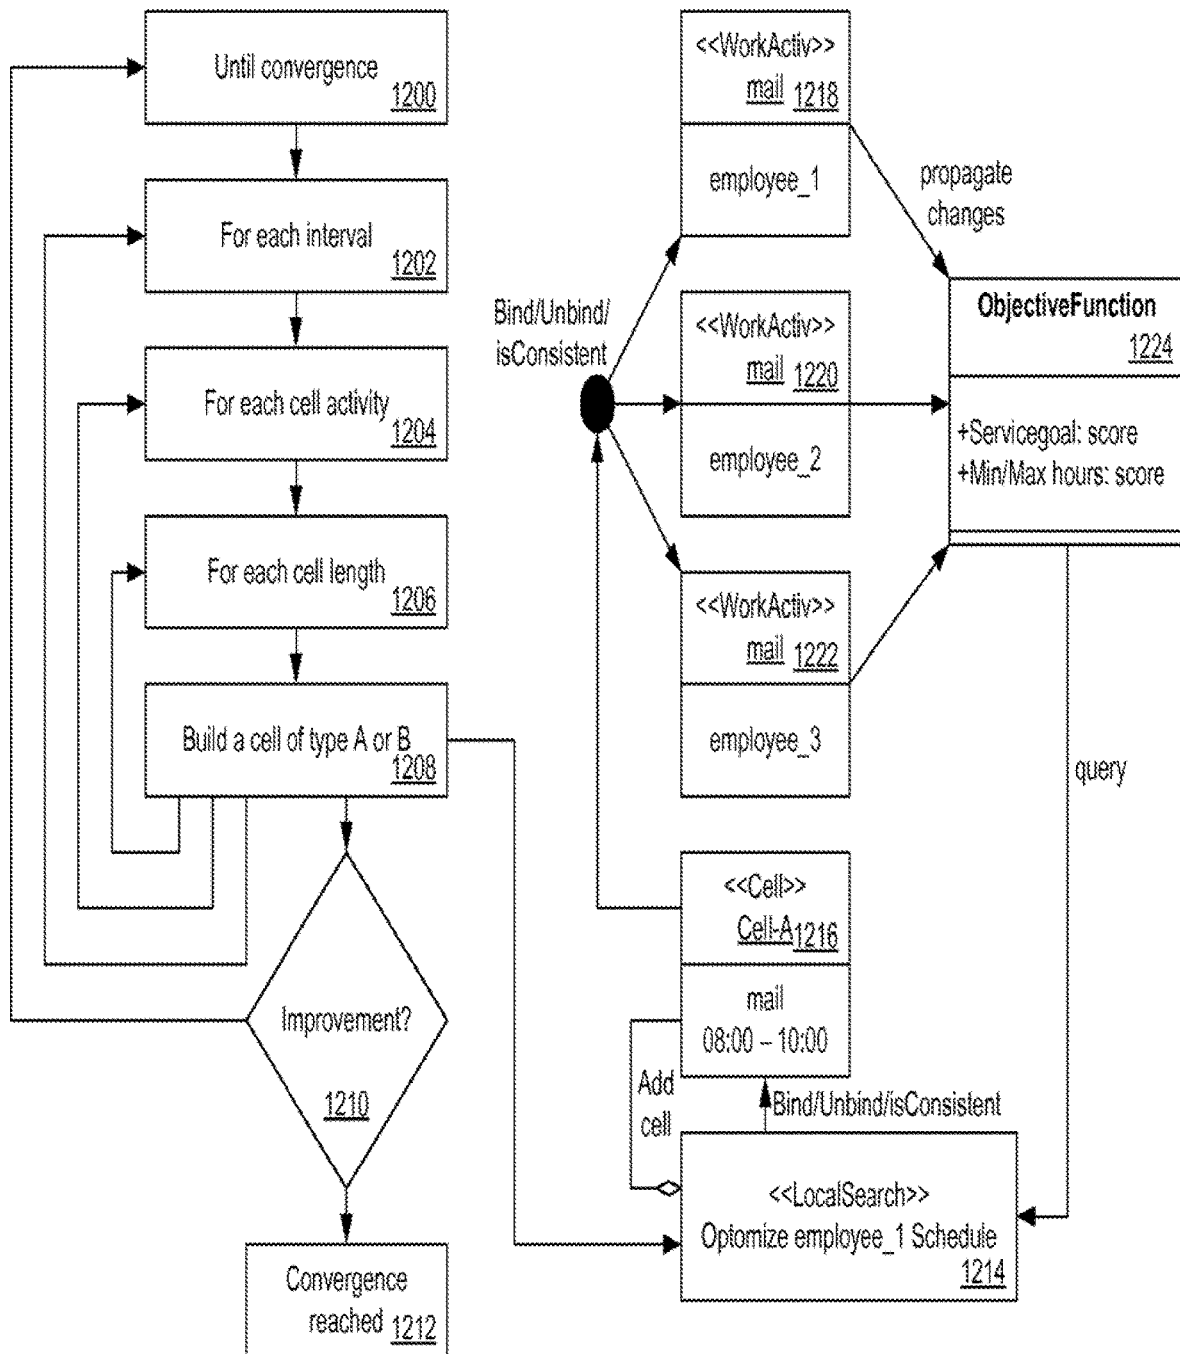 Until convergence
1200
For each interval
1202
For each cell activity
1204
For each cell length
1206
Build a cell of type A or B
1208
Improvement?
1210
Convergence
reached 1212
<<WorkActiv>>
mail 1218
employee_1
propagate
changes
Bind/Unbind/
isConsistent
<<WorkActiv>>
mail 1220
employee_2
ObjectiveFunction
1224
+Servicegoal: score
+Min/Max hours: score
<<WorkActiv>>
mail 1222
employee_3
query
<<Cell>>
Cell-A 1216
mail
08:00 – 10:00
Add
cell
Bind/Unbind/isConsistent
<<LocalSearch>>
Optomize employee_1 Schedule
1214